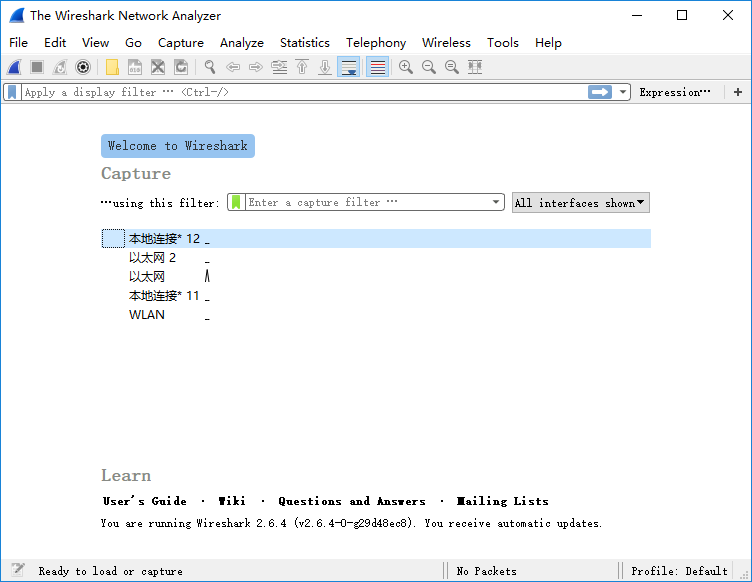 The Wireshark Network Analyzer
File Edit View Go Capture Analyze Statistics Telephony Wireless Tools Help
Apply a display filter … <Ctrl-/> Expression…
Welcome to Wireshark
Capture
…using this filter: Enter a capture filter … All interfaces shown
本地连接* 12
以太网 2
以太网
本地连接* 11
WLAN
Learn
User's Guide · Wiki · Questions and Answers · Mailing Lists
You are running Wireshark 2.6.4 (v2.6.4-0-g29d48ec8). You receive automatic updates.
Ready to load or capture No Packets Profile: Default